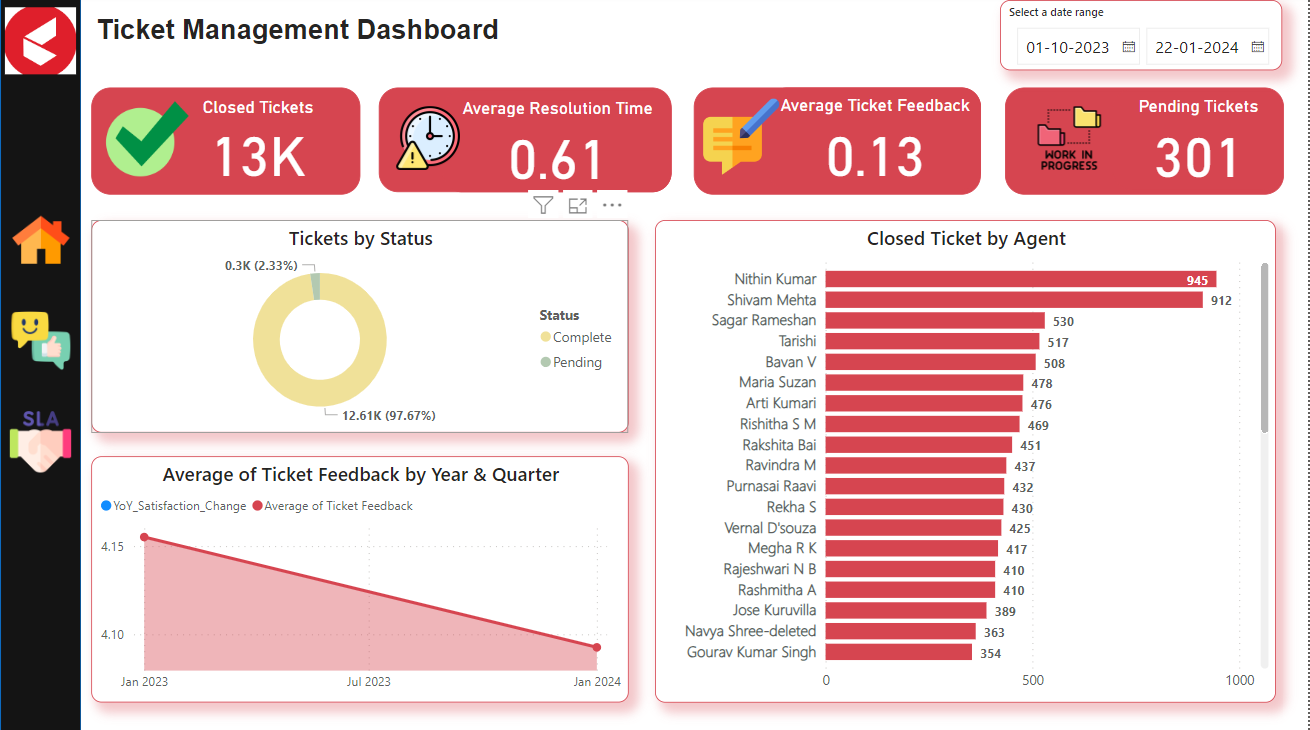 Ticket Management Dashboard
Select a date range
01-10-2023 22-01-2024
Closed Tickets
13K
Average Resolution Time
0.61
Average Ticket Feedback
0.13
WORK IN
PROGRESS
Pending Tickets
301
SLA
Tickets by Status
0.3K (2.33%)
12.61K (97.67%)
Status
Complete
Pending
Average of Ticket Feedback by Year & Quarter
YoY_Satisfaction_Change Average of Ticket Feedback
4.15
4.10
Jan 2023 Jul 2023 Jan 2024
Closed Ticket by Agent
Nithin Kumar 945
Shivam Mehta 912
Sagar Rameshan 530
Tarishi 517
Bavan V 508
Maria Suzan 478
Arti Kumari 476
Rishitha S M 469
Rakshita Bai 451
Ravindra M 437
Purnasai Raavi 432
Rekha S 430
Vernal D'souza 425
Megha R K 417
Rajeshwari N B 410
Rashmitha A 410
Jose Kuruvilla 389
Navya Shree-deleted 363
Gourav Kumar Singh 354
0 500 1000